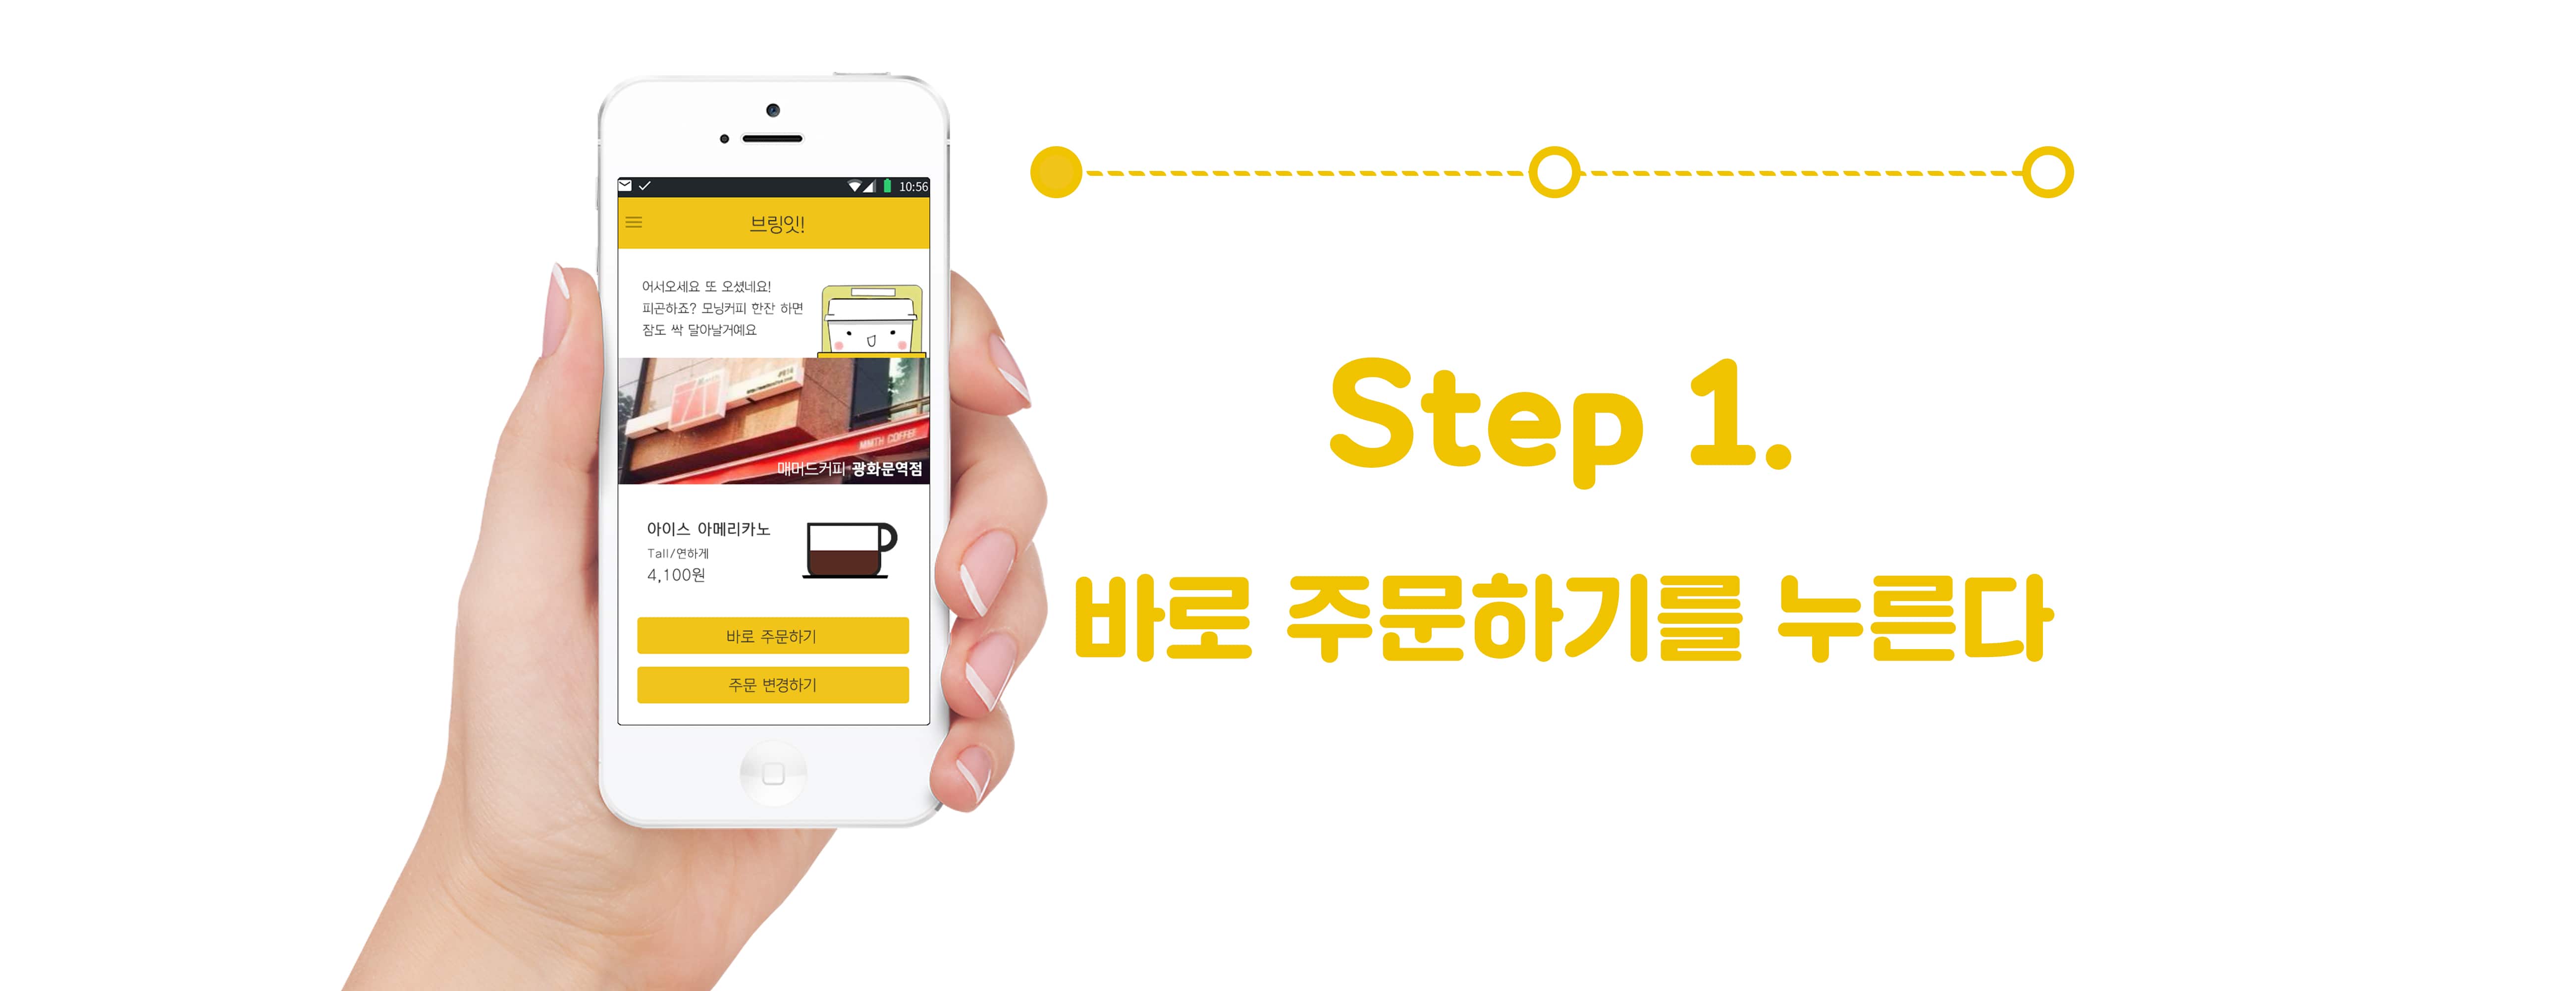 10:56
브링잇!
어서오세요 또 오셨네요!
피곤하죠? 모닝커피 한잔 하면
잠도 싹 달아날거예요
MMTH COFFEE
매머드커피 광화문역점
아이스 아메리카노
Tall/연하게
4,100원
바로 주문하기
주문 변경하기
Step 1.
바로 주문하기를 누른다